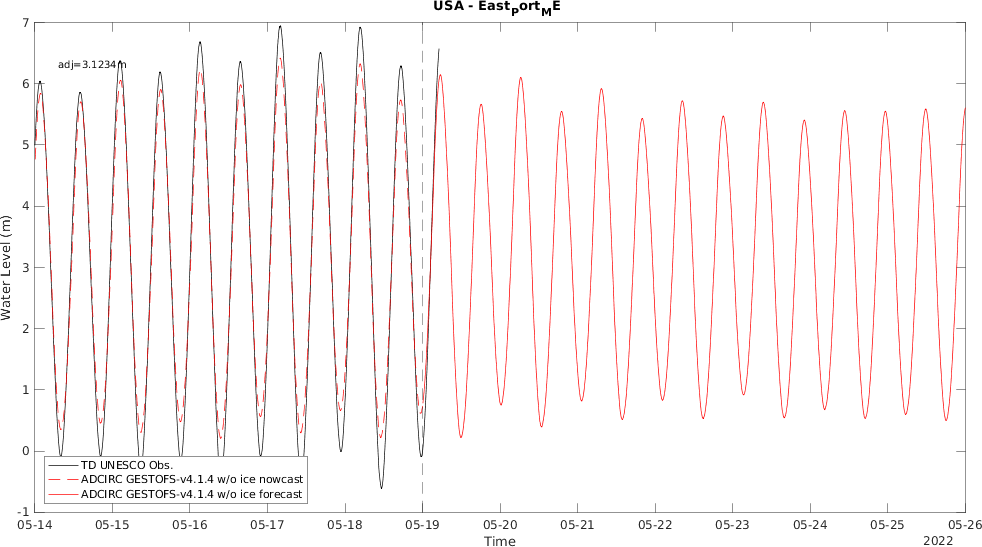 USA - EastPortME
adj=3.1234 m
Water Level (m)
7
6
5
4
3
2
1
0
-1
TD UNESCO Obs.
ADCIRC GESTOFS-v4.1.4 w/o ice nowcast
ADCIRC GESTOFS-v4.1.4 w/o ice forecast
05-14 05-15 05-16 05-17 05-18 05-19 05-20 05-21 05-22 05-23 05-24 05-25 05-26
Time
2022